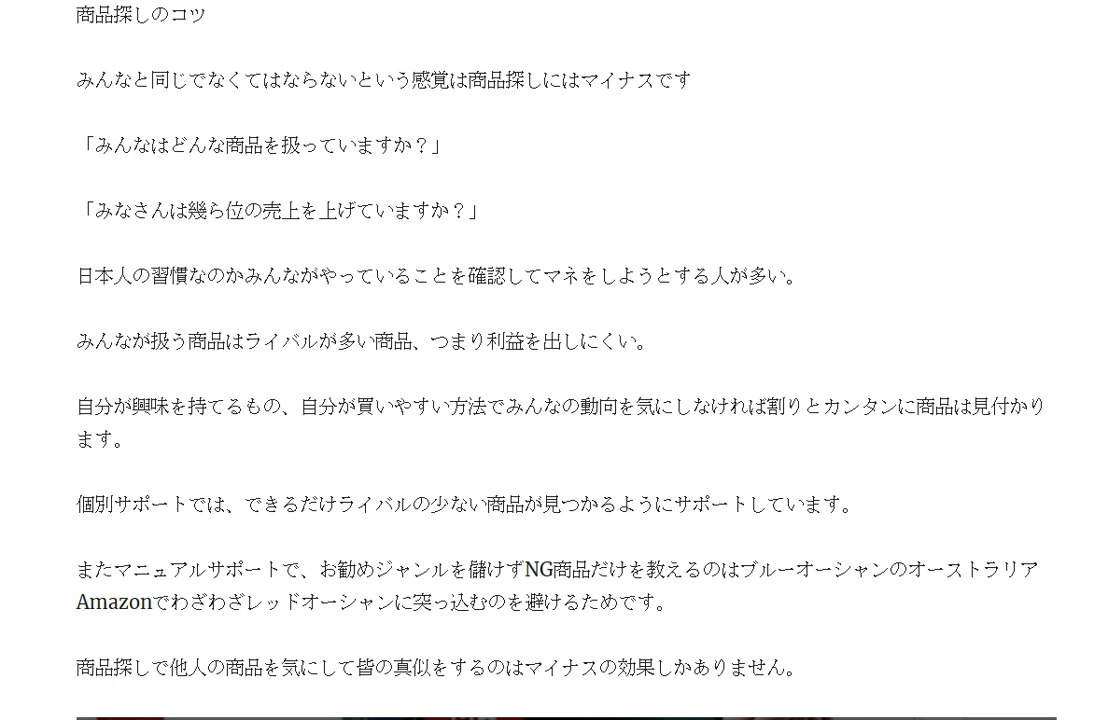 商品探しのコツ
みんなと同じでなくてはならないという感覚は商品探しにはマイナスです
「みんなはどんな商品を扱っていますか？」
「みなさんは幾ら位の売上を上げていますか？」
日本人の習慣なのかみんながやっていることを確認してマネをしようとする人が多い。
みんなが扱う商品はライバルが多い商品、つまり利益を出しにくい。
自分が興味を持てるもの、自分が買いやすい方法でみんなの動向を気にしなければ割りとカンタンに商品は見付かり
ます。
個別サポートでは、できるだけライバルの少ない商品が見つかるようにサポートしています。
またマニュアルサポートで、お勧めジャンルを儲けずNG商品だけを教えるのはブルーオーシャンのオーストラリア
Amazonでわざわざレッドオーシャンに突っ込むのを避けるためです。
商品探しで他人の商品を気にして皆の真似をするのはマイナスの効果しかありません。